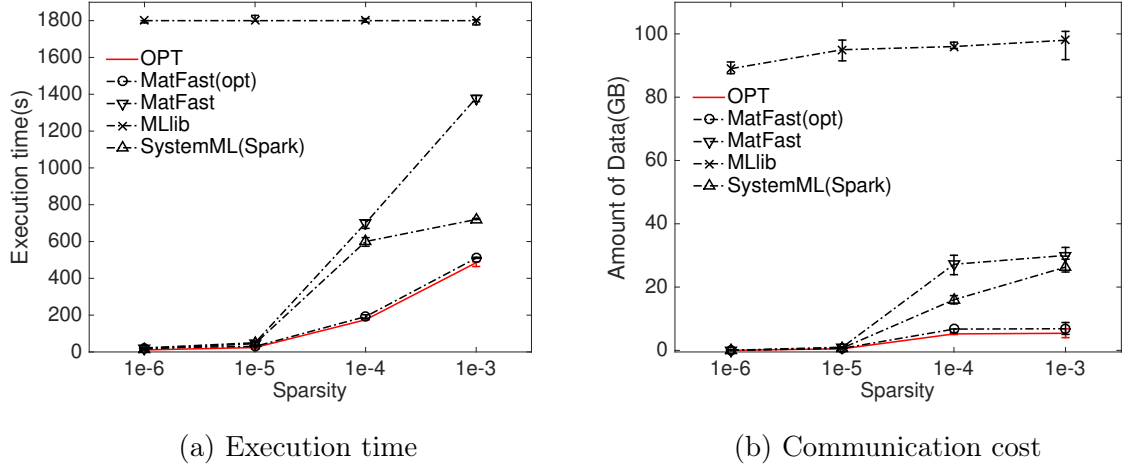 1800
1600
1400
1200
1000
800
600
400
200
0
Execution time(s)
OPT
MatFast(opt)
MatFast
MLlib
SystemML(Spark)
1e-6 1e-5 1e-4 1e-3
Sparsity
(a) Execution time
100
80
60
40
20
0
Amount of Data(GB)
OPT
MatFast(opt)
MatFast
MLlib
SystemML(Spark)
1e-6 1e-5 1e-4 1e-3
Sparsity
(b) Communication cost